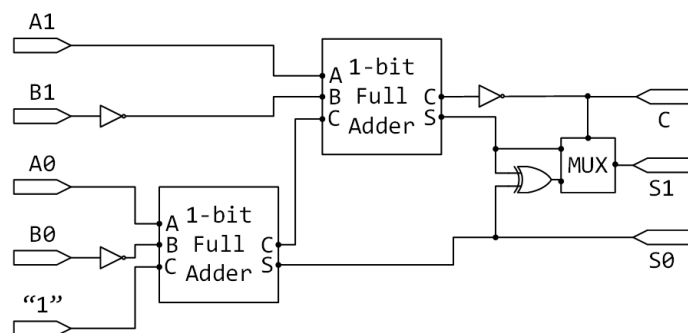 A1
B1
A0
B0
“1”
A 1-bit
B Full C
C Adder S
A 1-bit
B Full C
C Adder S
MUX
C
S1
S0